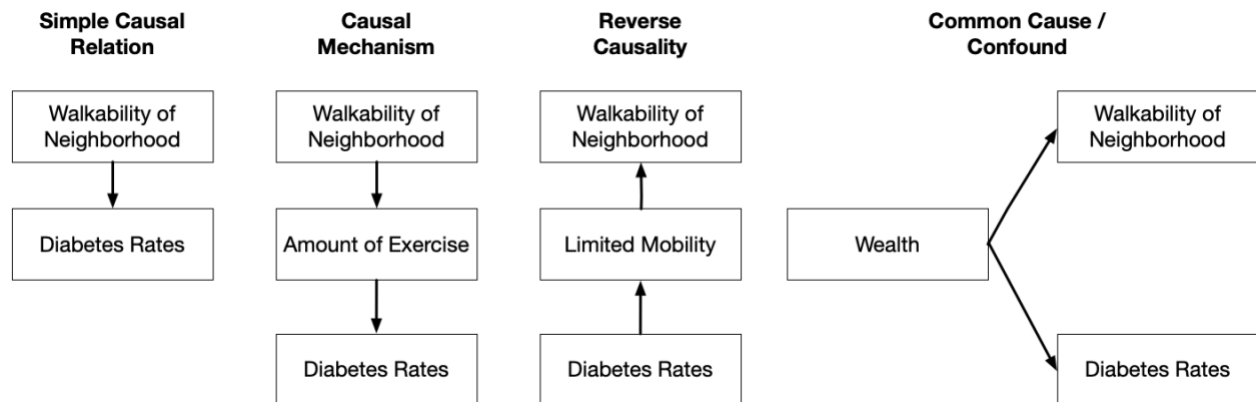 Simple Causal
Relation
Walkability of
Neighborhood
Diabetes Rates
Causal
Mechanism
Walkability of
Neighborhood
Amount of Exercise
Diabetes Rates
Reverse
Causality
Walkability of
Neighborhood
Limited Mobility
Diabetes Rates
Common Cause /
Confound
Walkability of
Neighborhood
Wealth
Diabetes Rates